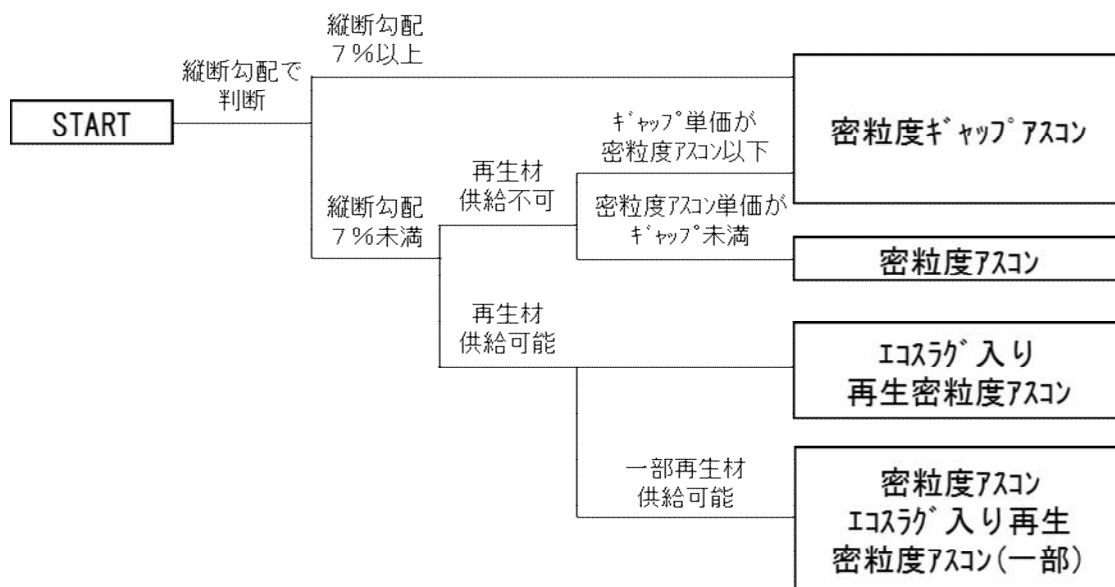 START
縦断勾配で
判断
縦断勾配
７％以上
縦断勾配
７％未満
再生材
供給不可
再生材
供給可能
ｷﾞｬｯﾌﾟ単価が
密粒度ｱｽｺﾝ以下
密粒度ｱｽｺﾝ単価が
ｷﾞｬｯﾌﾟ未満
一部再生材
供給可能
密粒度ｷﾞｬｯﾌﾟｱｽｺﾝ
密粒度ｱｽｺﾝ
ｴｺｽﾗｸﾞ入り
再生密粒度ｱｽｺﾝ
密粒度ｱｽｺﾝ
ｴｺｽﾗｸﾞ入り再生
密粒度ｱｽｺﾝ(一部)